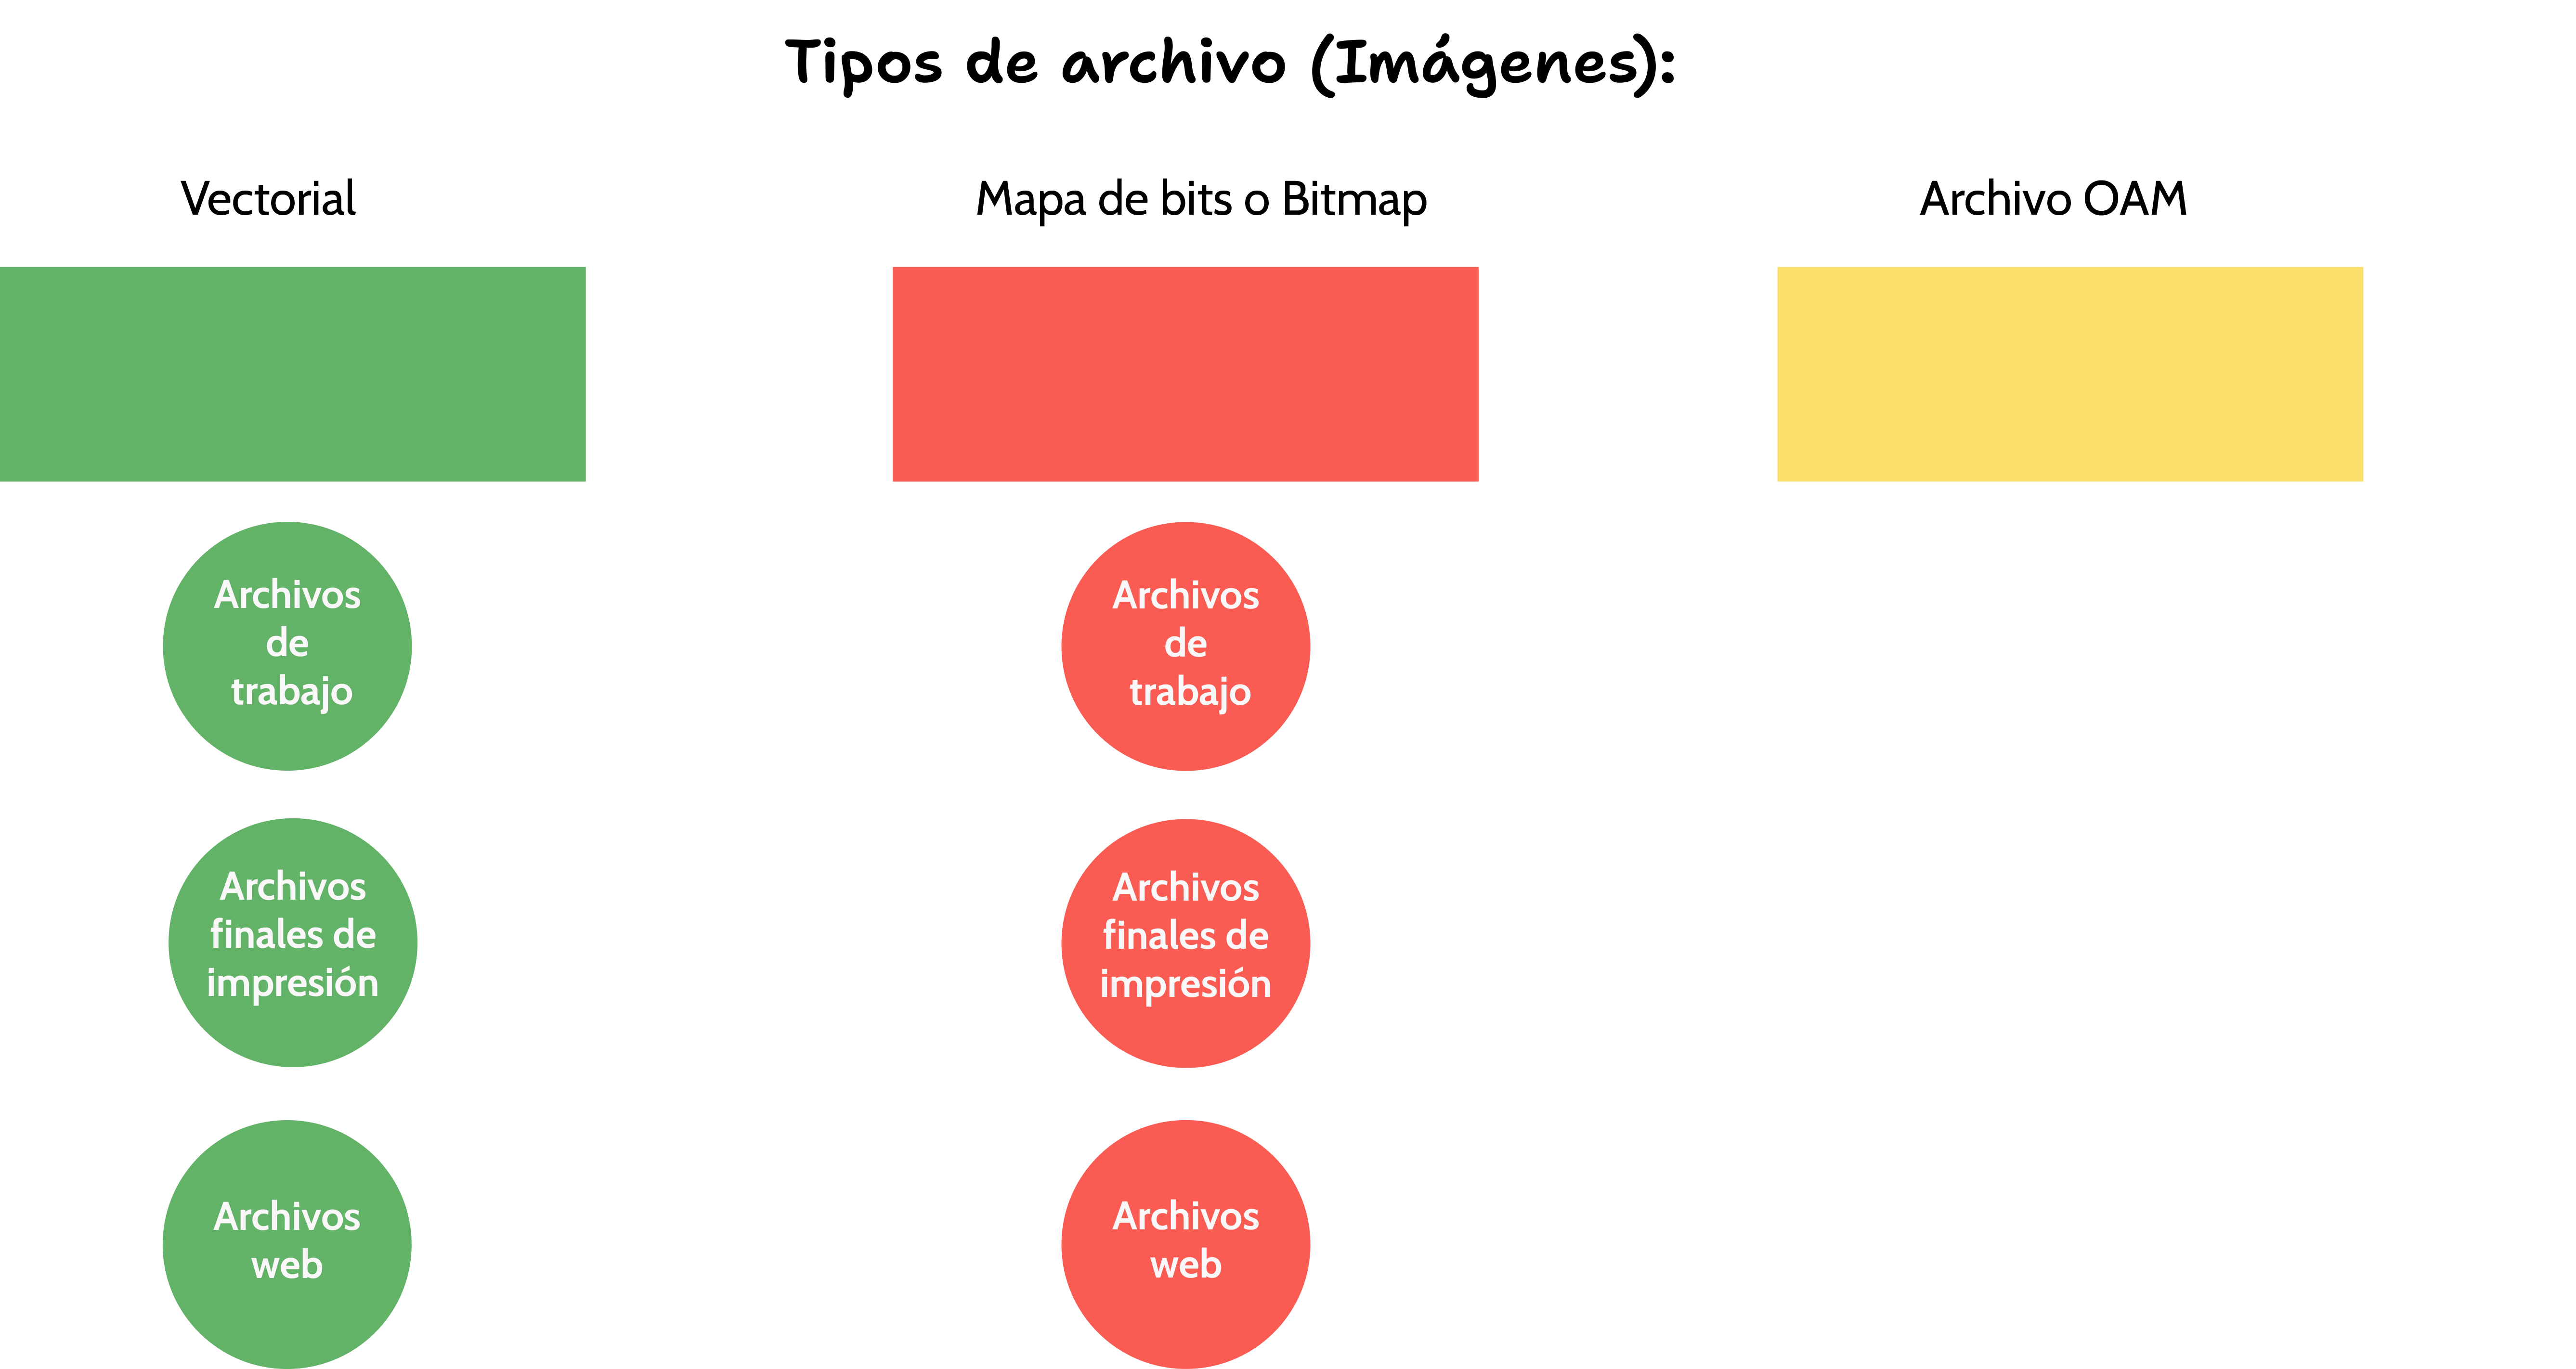 Tipos de archivo (Imágenes):
Vectorial
Mapa de bits o Bitmap
Archivo OAM
Archivos
de
trabajo
Archivos
de
trabajo
Archivos
finales de
impresión
Archivos
finales de
impresión
Archivos
web
Archivos
web